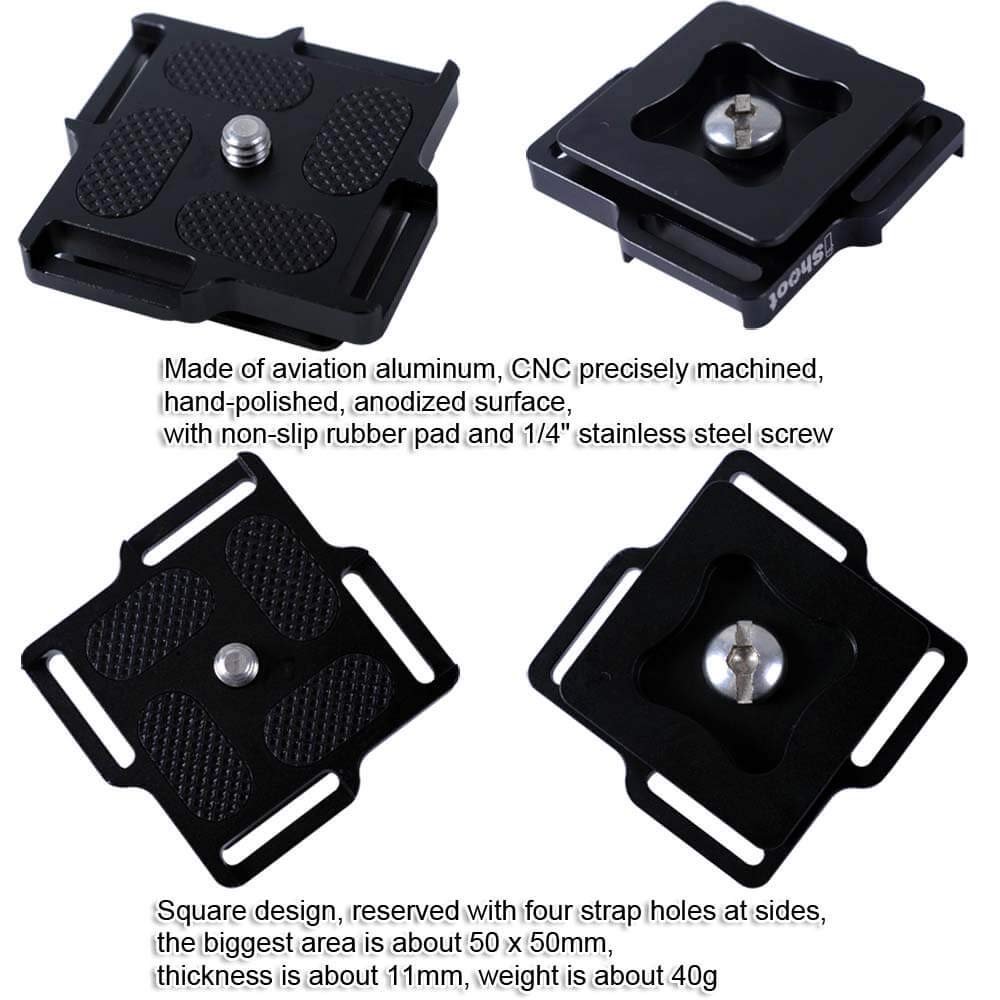 iShoot
Made of aviation aluminum, CNC precisely machined,
hand-polished, anodized surface,
with non-slip rubber pad and 1/4" stainless steel screw
Square design, reserved with four strap holes at sides,
the biggest area is about 50 x 50mm,
thickness is about 11mm, weight is about 40g